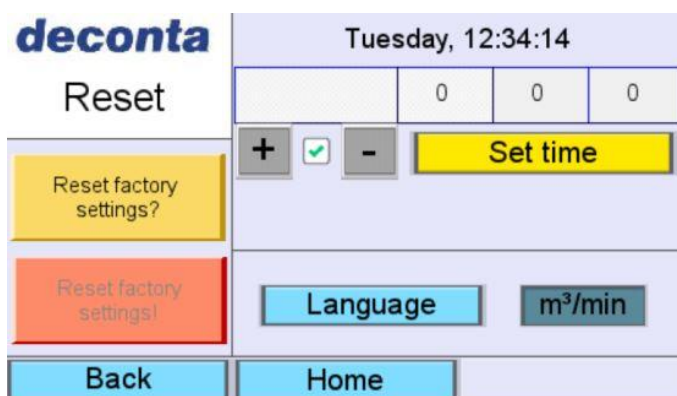 deconta
Tuesday, 12:34:14
Reset
0 0 0
+ -
Set time
Reset factory
settings?
Reset factory
settings!
Language
m³/min
Back
Home